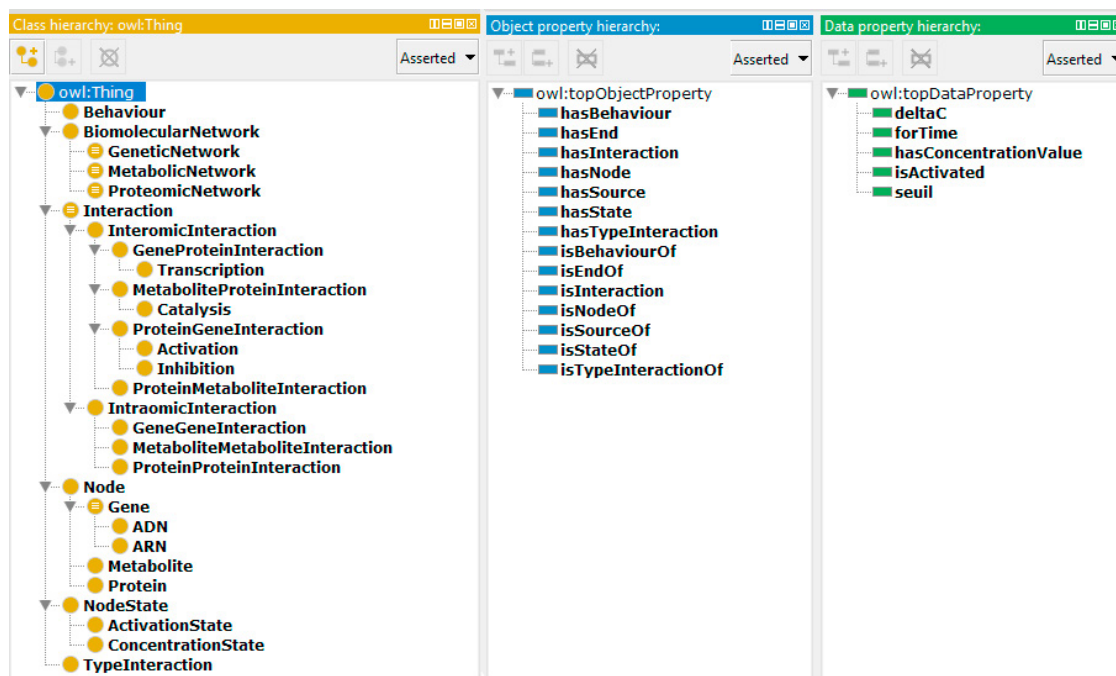 Class hierarchy: owl:Thing
Asserted
owl:Thing
Behaviour
BiomolecularNetwork
GeneticNetwork
MetabolicNetwork
ProteomicNetwork
Interaction
InteromicInteraction
GeneProteinInteraction
Transcription
MetaboliteProteinInteraction
Catalysis
ProteinGeneInteraction
Activation
Inhibition
ProteinMetaboliteInteraction
IntraomicInteraction
GeneGeneInteraction
MetaboliteMetaboliteInteraction
ProteinProteinInteraction
Node
Gene
ADN
ARN
Metabolite
Protein
NodeState
ActivationState
ConcentrationState
TypeInteraction
Object property hierarchy:
Asserted
owl:topObjectProperty
hasBehaviour
hasEnd
hasInteraction
hasNode
hasSource
hasState
hasTypeInteraction
isBehaviourOf
isEndOf
isInteraction
isNodeOf
isSourceOf
isStateOf
isTypeInteractionOf
Data property hierarchy:
Asserted
owl:topDataProperty
deltaC
forTime
hasConcentrationValue
isActivated
seuil